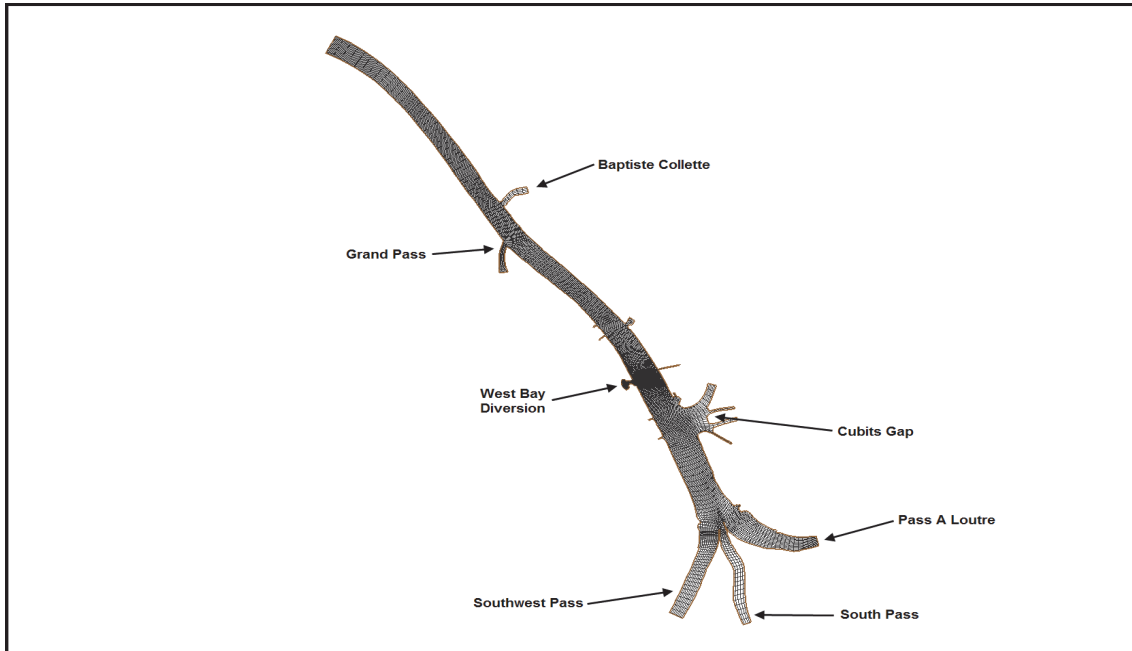 Baptiste Collette
Grand Pass
West Bay
Diversion
Cubits Gap
Pass A Loutre
Southwest Pass
South Pass